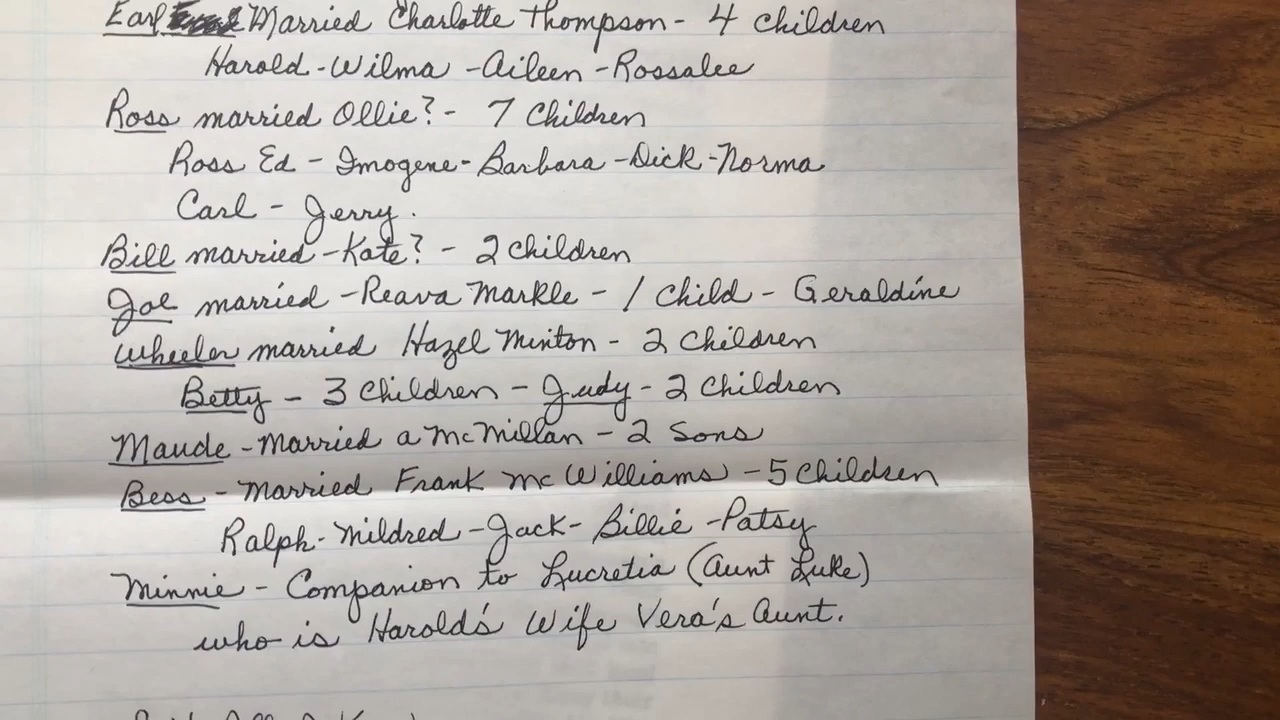 Earl Married Charlotte Thompson - 4 Children
Harold - Wilma - Aileen - Rossalee
Ross married Ollie? - 7 Children
Ross Ed - Imogene - Barbara - Dick - Norma
Carl - Jerry.
Bill married - Kate? - 2 Children
Joe married - Reava Markle - 1 Child - Geraldine
Wheeler married Hazel Minton - 2 Children
Betty - 3 Children - Judy - 2 Children
Maude - Married a McMillan - 2 Sons
Bess - Married Frank McWilliams - 5 Children
Ralph - Mildred - Jack - Billie - Patsy
Minnie - Companion to Lucretia (Aunt Luke)
who is Harold's Wife Vera's Aunt.